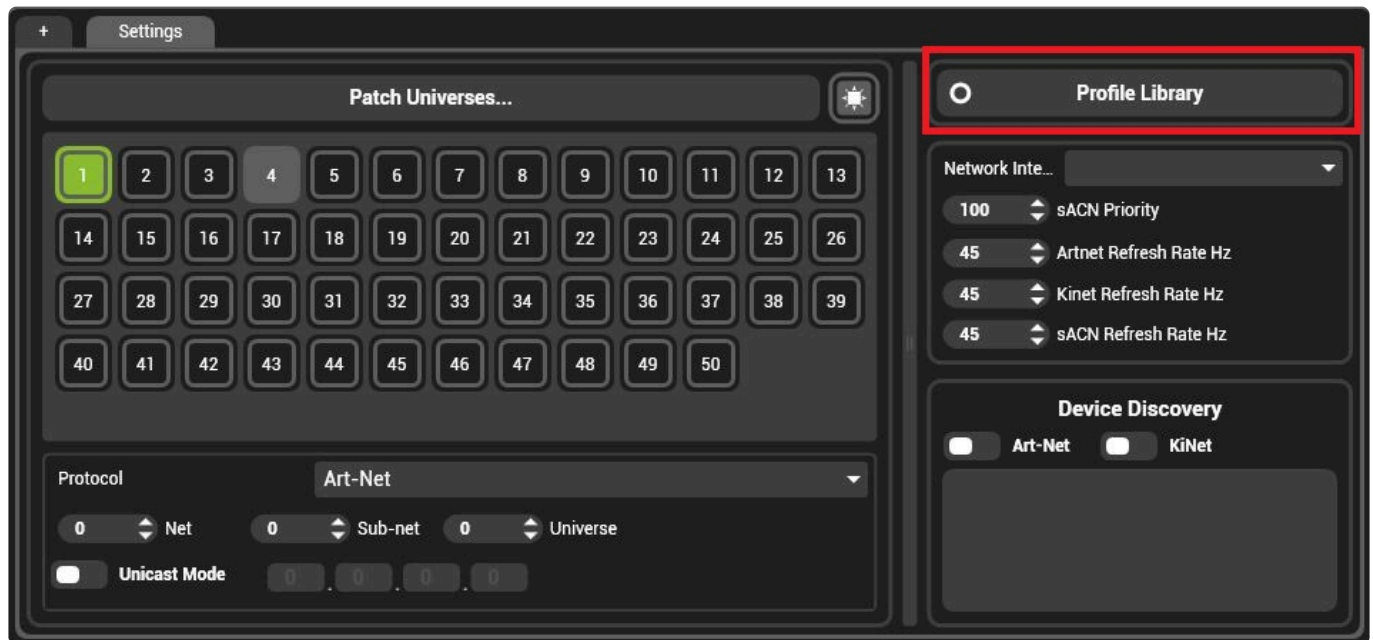 + Settings
Patch Universes...
1 2 3 4 5 6 7 8 9 10 11 12 13
14 15 16 17 18 19 20 21 22 23 24 25 26
27 28 29 30 31 32 33 34 35 36 37 38 39
40 41 42 43 44 45 46 47 48 49 50
Protocol Art-Net
0 Net 0 Sub-net 0 Universe
Unicast Mode 0 . 0 . 0 . 0
Profile Library
Network Inte...
100 sACN Priority
45 Artnet Refresh Rate Hz
45 Kinet Refresh Rate Hz
45 sACN Refresh Rate Hz
Device Discovery
Art-Net KiNet